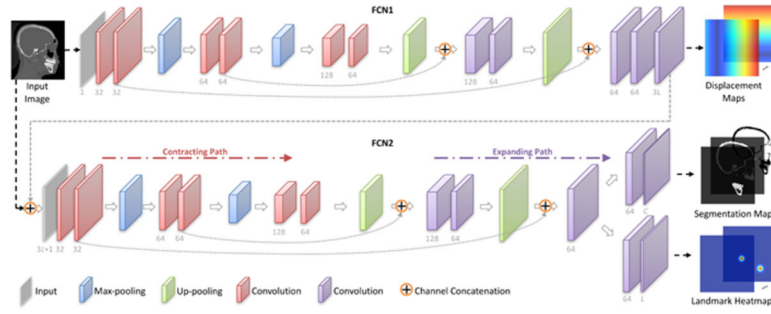 FCN1
Input
Image
1 32 32
64 64
128 64
128 64
64 64 3L
Displacement
Maps
FCN2
Contracting Path
Expanding Path
3L+1 32 32
64 64
128 64
128 64
64
64 C
Segmentation Map
64 L
Landmark Heatmap
Input
Max-pooling
Up-pooling
Convolution
Convolution
Channel Concatenation